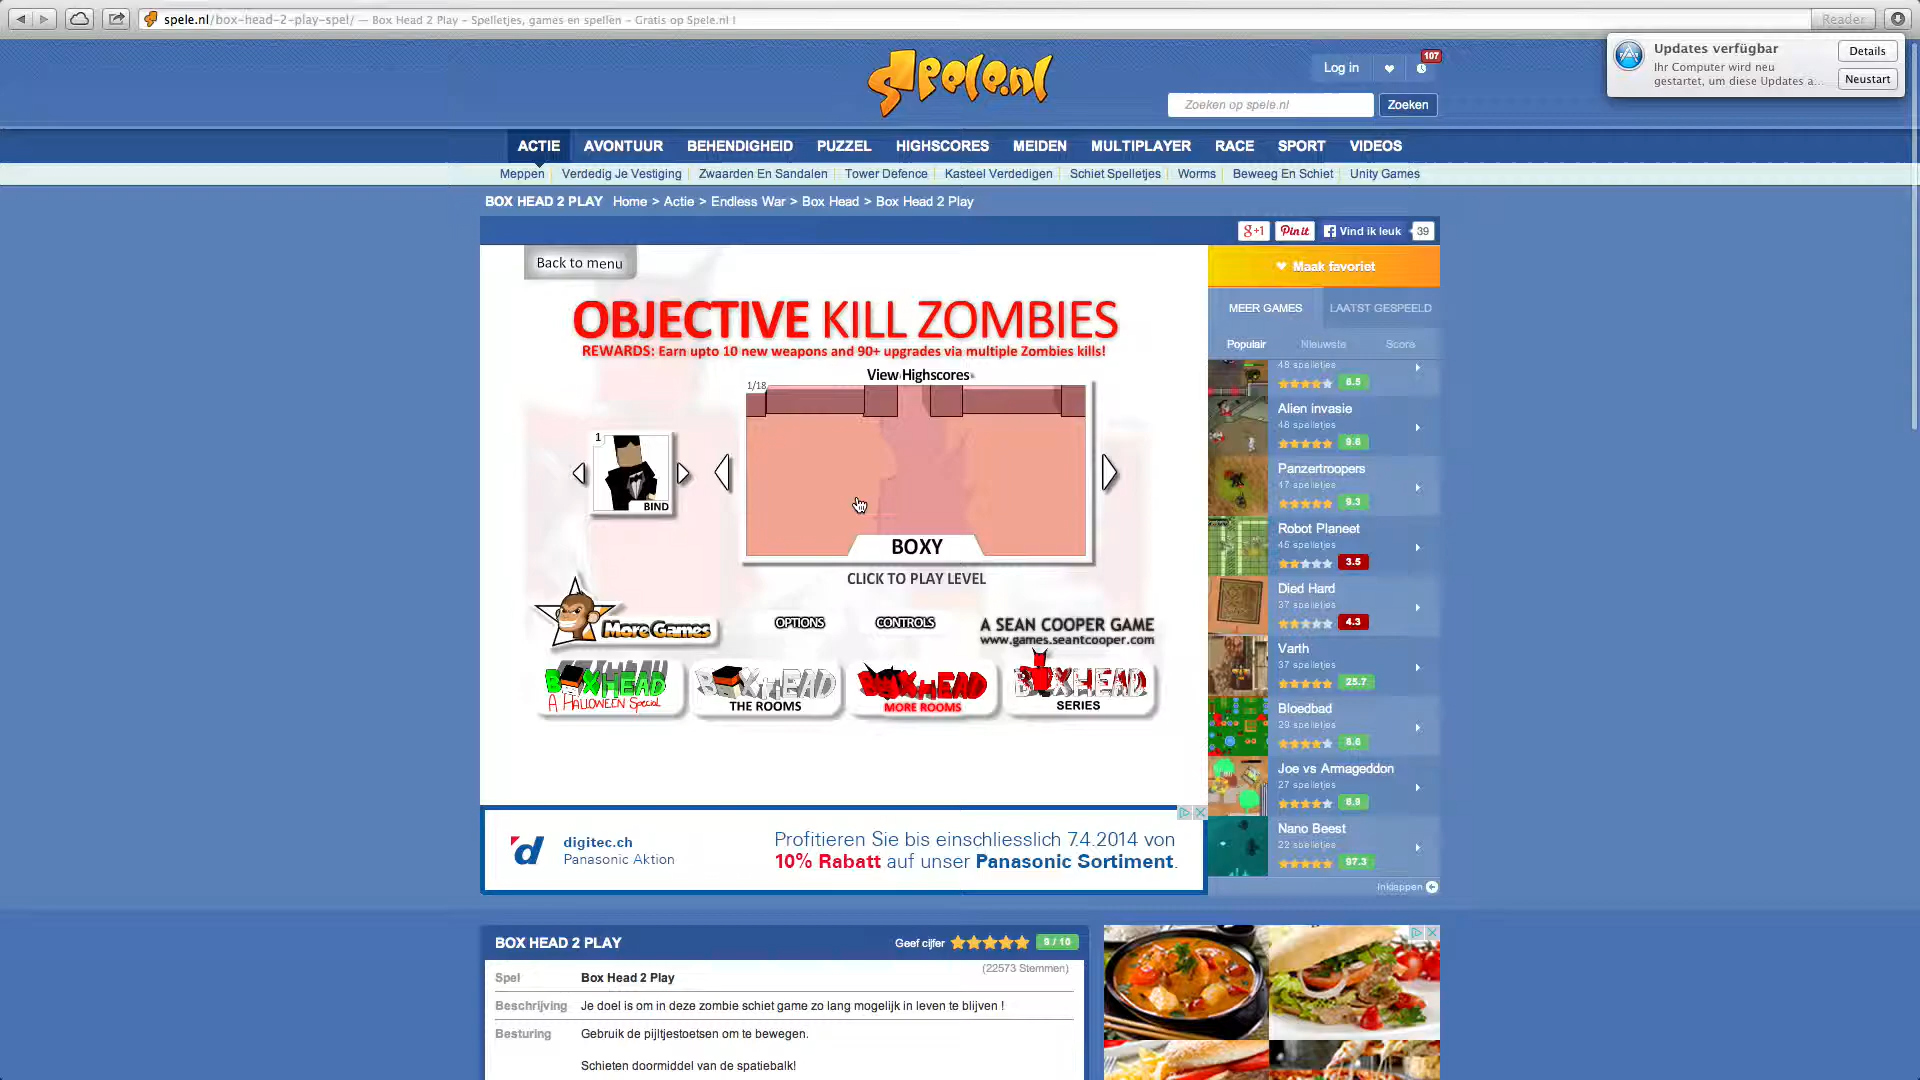 spele.nl/box-head-2-play-spel/ — Box Head 2 Play - Spelletjes, games en spellen - Gratis op Spele.nl !
Reader
Updates verfügbar
Ihr Computer wird neu
gestartet, um diese Updates a...
Details
Neustart
spele.nl
Log in
107
Zoeken op spele.nl
Zoeken
ACTIE AVONTUUR BEHENDIGHEID PUZZEL HIGHSCORES MEIDEN MULTIPLAYER RACE SPORT VIDEOS
Meppen Verdedig Je Vestiging Zwaarden En Sandalen Tower Defence Kasteel Verdedigen Schiet Spelletjes Worms Beweeg En Schiet Unity Games
BOX HEAD 2 PLAY Home > Actie > Endless War > Box Head > Box Head 2 Play
g+1 Pin it Vind ik leuk 39
Back to menu
OBJECTIVE KILL ZOMBIES
REWARDS: Earn upto 10 new weapons and 90+ upgrades via multiple Zombies kills!
View Highscores
1/18
1
BIND
BOXY
CLICK TO PLAY LEVEL
More Games
OPTIONS
CONTROLS
A SEAN COOPER GAME
www.games.seantcooper.com
BOXHEAD
A HALLOWEEN Special
BOXHEAD
THE ROOMS
BOXHEAD
MORE ROOMS
BOXHEAD
SERIES
Maak favoriet
MEER GAMES LAATST GESPEELD
Populair Nieuwste Score
48 spelletjes
Alien invasie
48 spelletjes
Panzertroopers
47 spelletjes
9.3
Robot Planeet
45 spelletjes
3.5
Died Hard
37 spelletjes
4.3
Varth
37 spelletjes
25.7
Bloedbad
29 spelletjes
Joe vs Armageddon
27 spelletjes
Nano Beest
22 spelletjes
97.3
Inklappen
digitec.ch
Panasonic Aktion
Profitieren Sie bis einschliesslich 7.4.2014 von
10% Rabatt auf unser Panasonic Sortiment.
BOX HEAD 2 PLAY
Geef cijfer
9 / 10
(22573 Stemmen)
Spel Box Head 2 Play
Beschrijving Je doel is om in deze zombie schiet game zo lang mogelijk in leven te blijven !
Besturing Gebruik de pijltjestoetsen om te bewegen.
Schieten doormiddel van de spatiebalk!